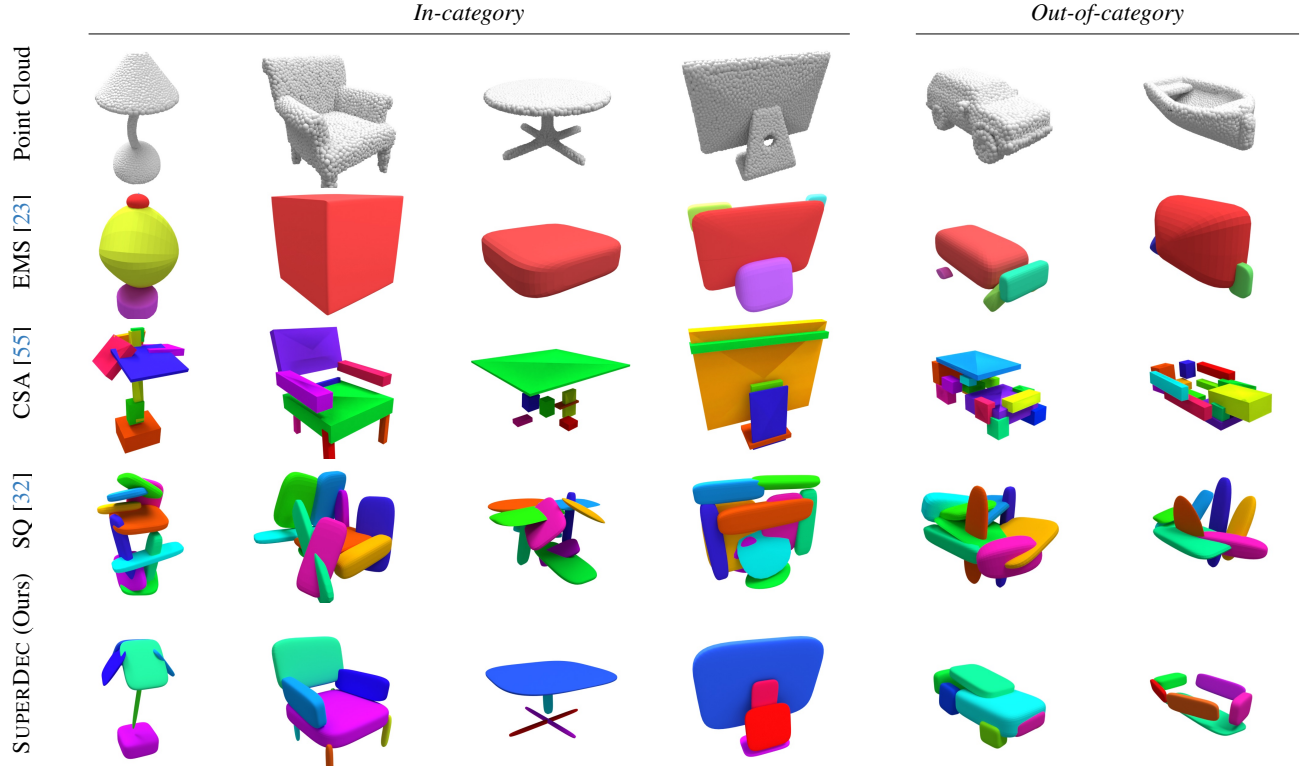 In-category
Out-of-category
Point Cloud
EMS [23]
CSA [55]
SQ [32]
SUPERDEC (Ours)